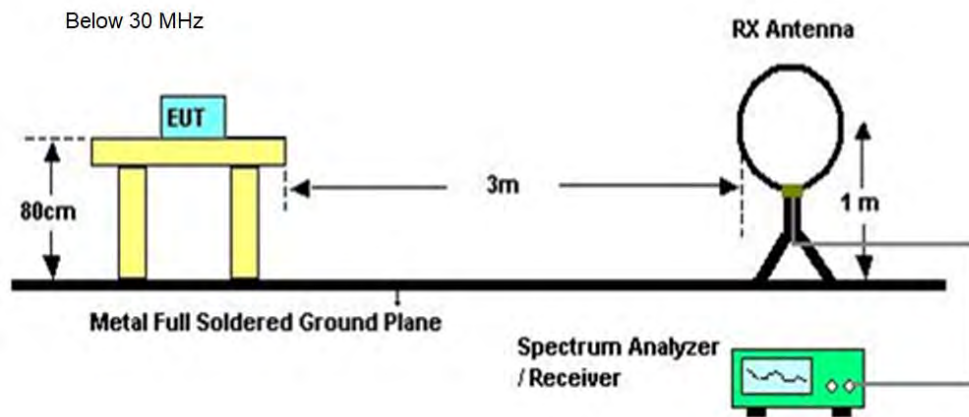 Below 30 MHz
RX Antenna
EUT
3m
80cm
1 m
Metal Full Soldered Ground Plane
Spectrum Analyzer
/ Receiver